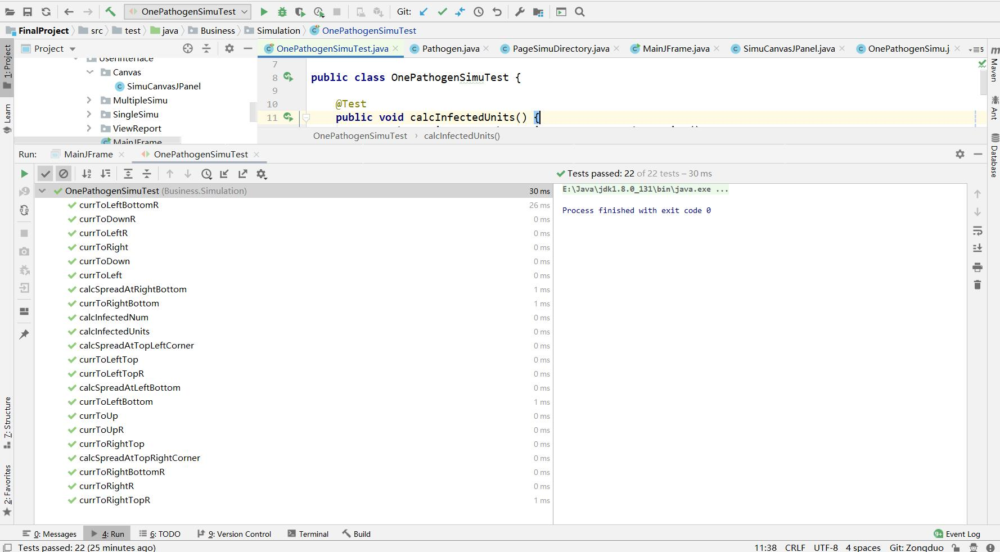 OnePathogenSimuTest
Git:
FinalProject
src
test
java
Business
Simulation
OnePathogenSimuTest
1: Project
Learn
7: Structure
2: Favorites
Project
UserInterface
Canvas
SimuCanvasJPanel
MultipleSimu
SingleSimu
ViewReport
MainJFrame
OnePathogenSimuTest.java
Pathogen.java
PageSimuDirectory.java
MainJFrame.java
SimuCanvasJPanel.java
OnePathogenSimu.j
5
7
8 public class OnePathogenSimuTest {
9
10 @Test
11 public void calcInfectedUnits() {
OnePathogenSimuTest › calcInfectedUnits()
Maven
Ant
Database
Run:
MainJFrame
OnePathogenSimuTest
Tests passed: 22 of 22 tests – 30 ms
OnePathogenSimuTest (Business.Simulation) 30 ms
currToLeftBottomR 26 ms
currToDownR 0 ms
currToLeftR 0 ms
currToRight 0 ms
currToDown 0 ms
currToLeft 0 ms
calcSpreadAtRightBottom 1 ms
currToRightBottom 1 ms
calcInfectedNum 0 ms
calcInfectedUnits 0 ms
calcSpreadAtTopLeftCorner 0 ms
currToLeftTop 0 ms
currToLeftTopR 0 ms
calcSpreadAtLeftBottom 0 ms
currToLeftBottom 1 ms
currToUp 0 ms
currToUpR 0 ms
currToRightTop 0 ms
calcSpreadAtTopRightCorner 0 ms
currToRightBottomR 0 ms
currToRightR 0 ms
currToRightTopR 1 ms
E:\Java\jdk1.8.0_131\bin\java.exe ...
Process finished with exit code 0
0: Messages
4: Run
6: TODO
9: Version Control
Terminal
Build
9+ Event Log
Tests passed: 22 (25 minutes ago)
11:38 CRLF UTF-8 4 spaces Git: Zongduo